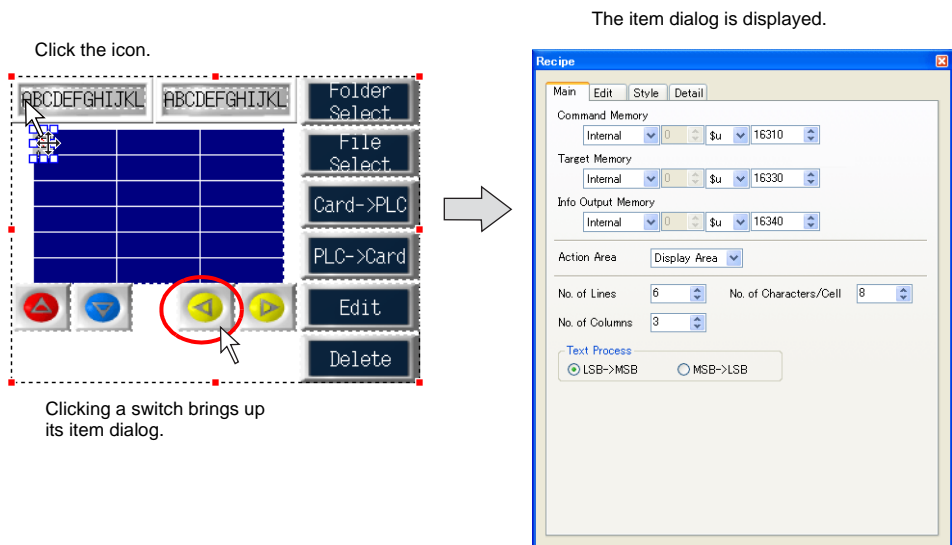 The item dialog is displayed.
Click the icon.
ABCDEFGHIJKL ABCDEFGHIJKL
Folder
Select
File
Select
Card->PLC
PLC->Card
Edit
Delete
Clicking a switch brings up
its item dialog.
Recipe
Main Edit Style Detail
Command Memory
Internal 0 $u 16310
Target Memory
Internal 0 $u 16330
Info Output Memory
Internal 0 $u 16340
Action Area Display Area
No. of Lines 6 No. of Characters/Cell 8
No. of Columns 3
Text Process
LSB->MSB MSB->LSB